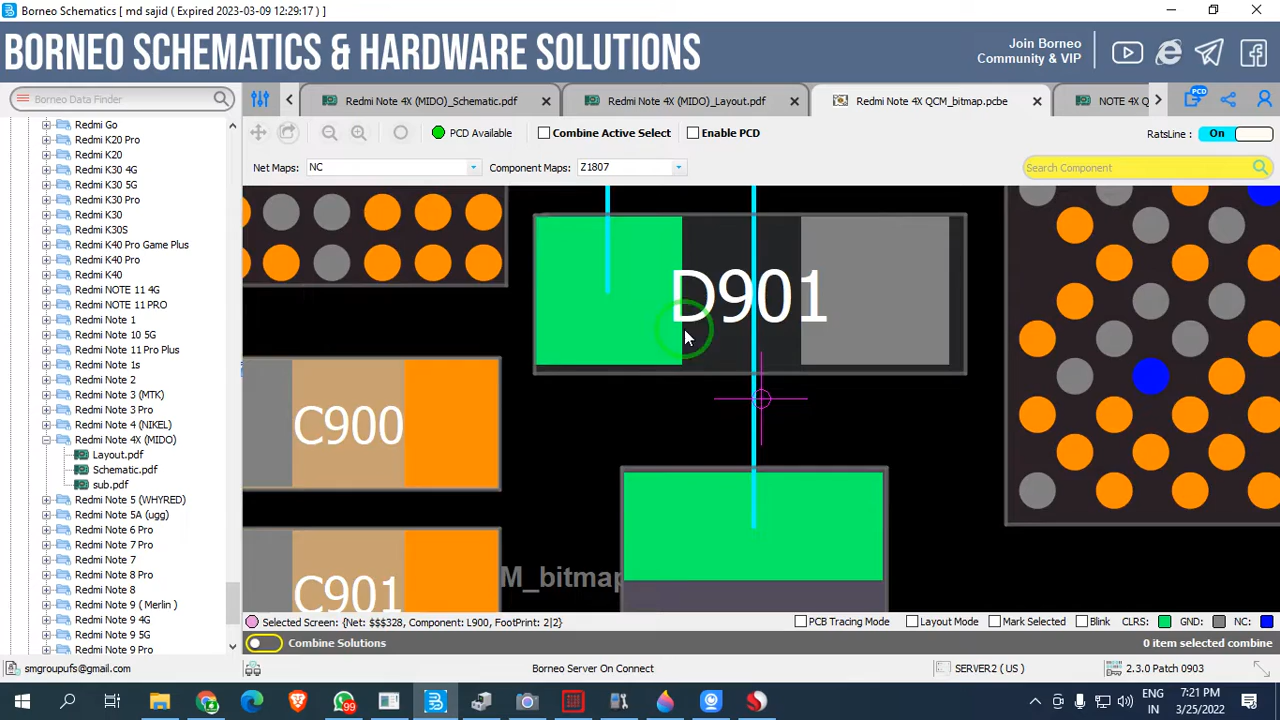 Borneo Schematics [ md sajid ( Expired 2023-03-09 12:29:17 ) ]
BORNEO SCHEMATICS & HARDWARE SOLUTIONS
Join Borneo
Community & VIP
Borneo Data Finder
Redmi Note 4X (MIDO)_Schematic.pdf
Redmi Note 4X (MIDO)_Layout.pdf
Redmi Note 4X QCM_bitmap.pcbe
NOTE 4X Q
PCD
PCD Available
Combine Active Select
Enable PCD
RatsLine :
On
Net Maps:
NC
Component Maps:
Z1807
Search Component
Redmi Go
Redmi K20 Pro
Redmi K20
Redmi K30 4G
Redmi K30 5G
Redmi K30 Pro
Redmi K30
Redmi K30S
Redmi K40 Pro Game Plus
Redmi K40 Pro
Redmi K40
Redmi NOTE 11 4G
Redmi NOTE 11 PRO
Redmi Note 1
Redmi Note 10 5G
Redmi Note 11 Pro Plus
Redmi Note 1s
Redmi Note 2
Redmi Note 3 (MTK)
Redmi Note 3 Pro
Redmi Note 4 (NIKEL)
Redmi Note 4X (MIDO)
Layout.pdf
Schematic.pdf
sub.pdf
Redmi Note 5 (WHYRED)
Redmi Note 5A (ugg)
Redmi Note 6 Pro
Redmi Note 7 Pro
Redmi Note 7
Redmi Note 8 Pro
Redmi Note 8
Redmi Note 9 ( Merlin )
Redmi Note 9 4G
Redmi Note 9 5G
Redmi Note 9 Pro
D901
C900
C901
M_bitmap
Selected Screen: {Net: $$$328, Component: L900, FootPrint: 2|2}
PCB Tracing Mode
Layout Mode
Mark Selected
Blink
CLRS:
GND:
NC:
Combine Solutions
0 item selected combine
smgroupufs@gmail.com
Borneo Server On Connect
SERVER2 ( US )
2.3.0 Patch 0903
99
ENG
IN
7:21 PM
3/25/2022